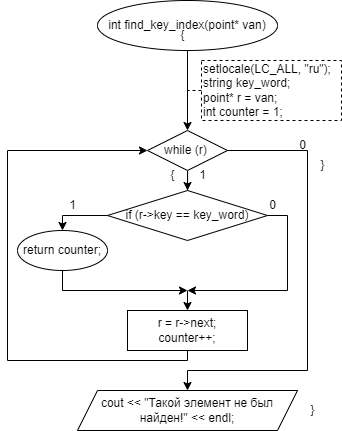 int find_key_index(point* van)
{
setlocale(LC_ALL, "ru");
string key_word;
point* r = van;
int counter = 1;
while (r)
0
}
{ 1
1
if (r->key == key_word)
0
return counter;
r = r->next;
counter++;
cout << "Такой элемент не был
найден!" << endl;
}